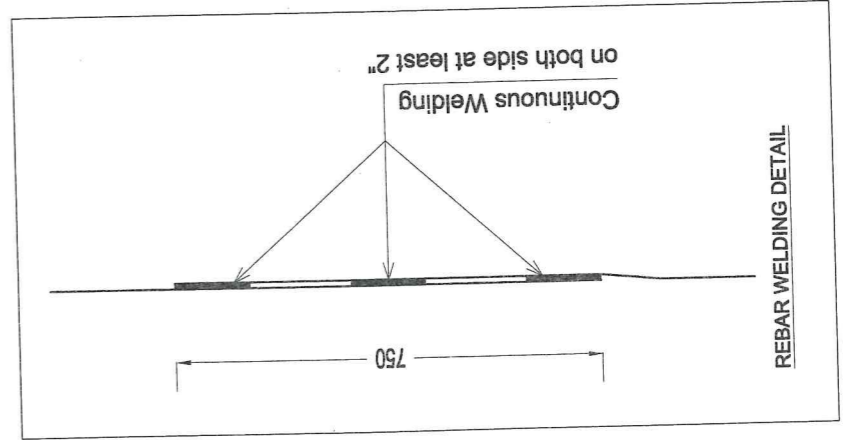 Continuous Welding
on both side at least 2"
750
REBAR WELDING DETAIL